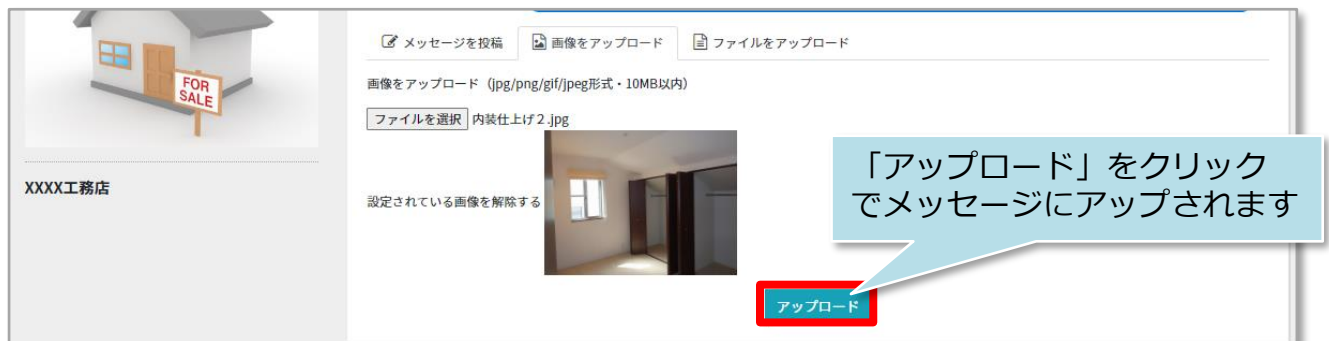 FOR
SALE
XXXX工務店
メッセージを投稿 画像をアップロード ファイルをアップロード
画像をアップロード（jpg/png/gif/jpeg形式・10MB以内）
ファイルを選択 内装仕上げ２.jpg
設定されている画像を解除する
「アップロード」をクリック
でメッセージにアップされます
アップロード